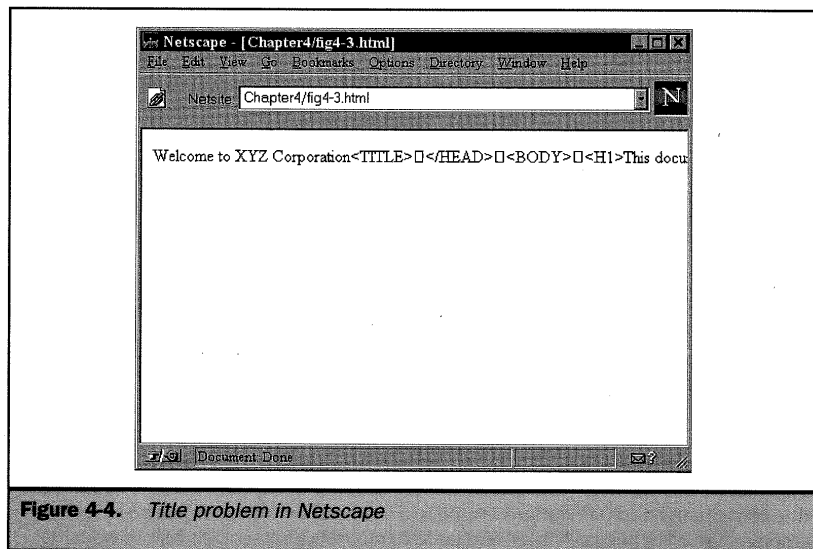 Netscape - [Chapter4/fig4-3.html]
File Edit View Go Bookmarks Options Directory Window Help
Netsite: Chapter4/fig4-3.html
N
Welcome to XYZ Corporation<TITLE>▯</HEAD>▯<BODY>▯<H1>This docu
Document Done
?
Figure 4-4. Title problem in Netscape